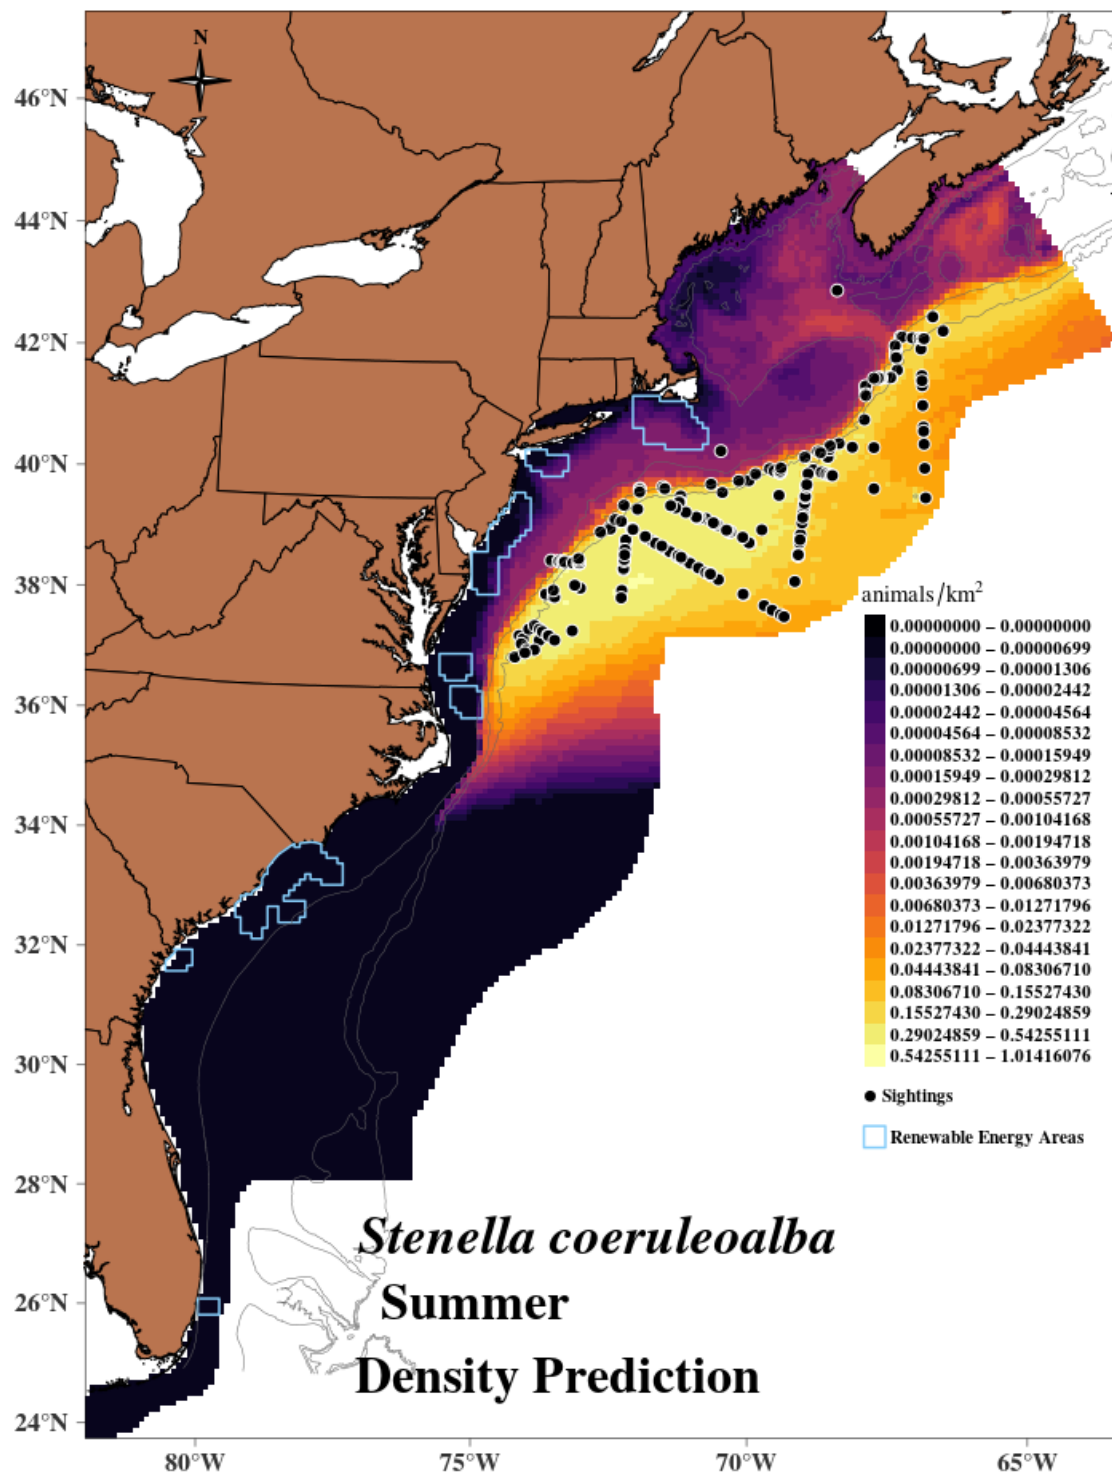 N
46°N
44°N
42°N
40°N
38°N
36°N
34°N
32°N
30°N
28°N
26°N
24°N
animals/km²
0.00000000 – 0.00000000
0.00000000 – 0.00000699
0.00000699 – 0.00001306
0.00001306 – 0.00002442
0.00002442 – 0.00004564
0.00004564 – 0.00008532
0.00008532 – 0.00015949
0.00015949 – 0.00029812
0.00029812 – 0.00055727
0.00055727 – 0.00104168
0.00104168 – 0.00194718
0.00194718 – 0.00363979
0.00363979 – 0.00680373
0.00680373 – 0.01271796
0.01271796 – 0.02377322
0.02377322 – 0.04443841
0.04443841 – 0.08306710
0.08306710 – 0.15527430
0.15527430 – 0.29024859
0.29024859 – 0.54255111
0.54255111 – 1.01416076
Sightings
Renewable Energy Areas
Stenella coeruleoalba
Summer
Density Prediction
80°W 75°W 70°W 65°W